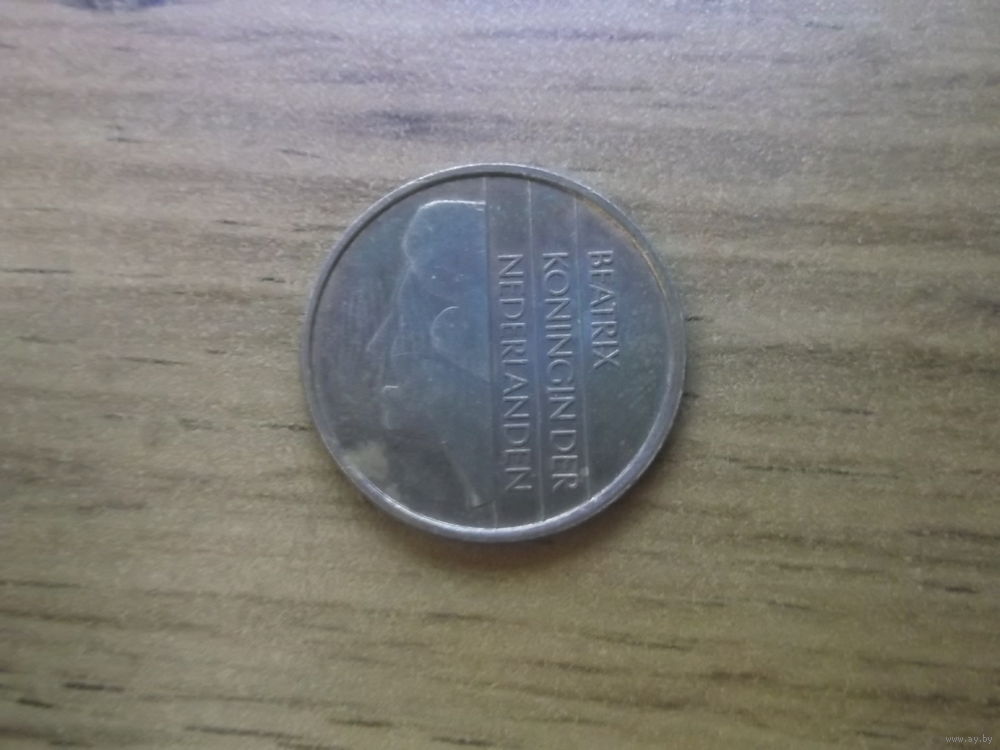 BEATRIX
KONINGIN DER
NEDERLANDEN
www.ay.by